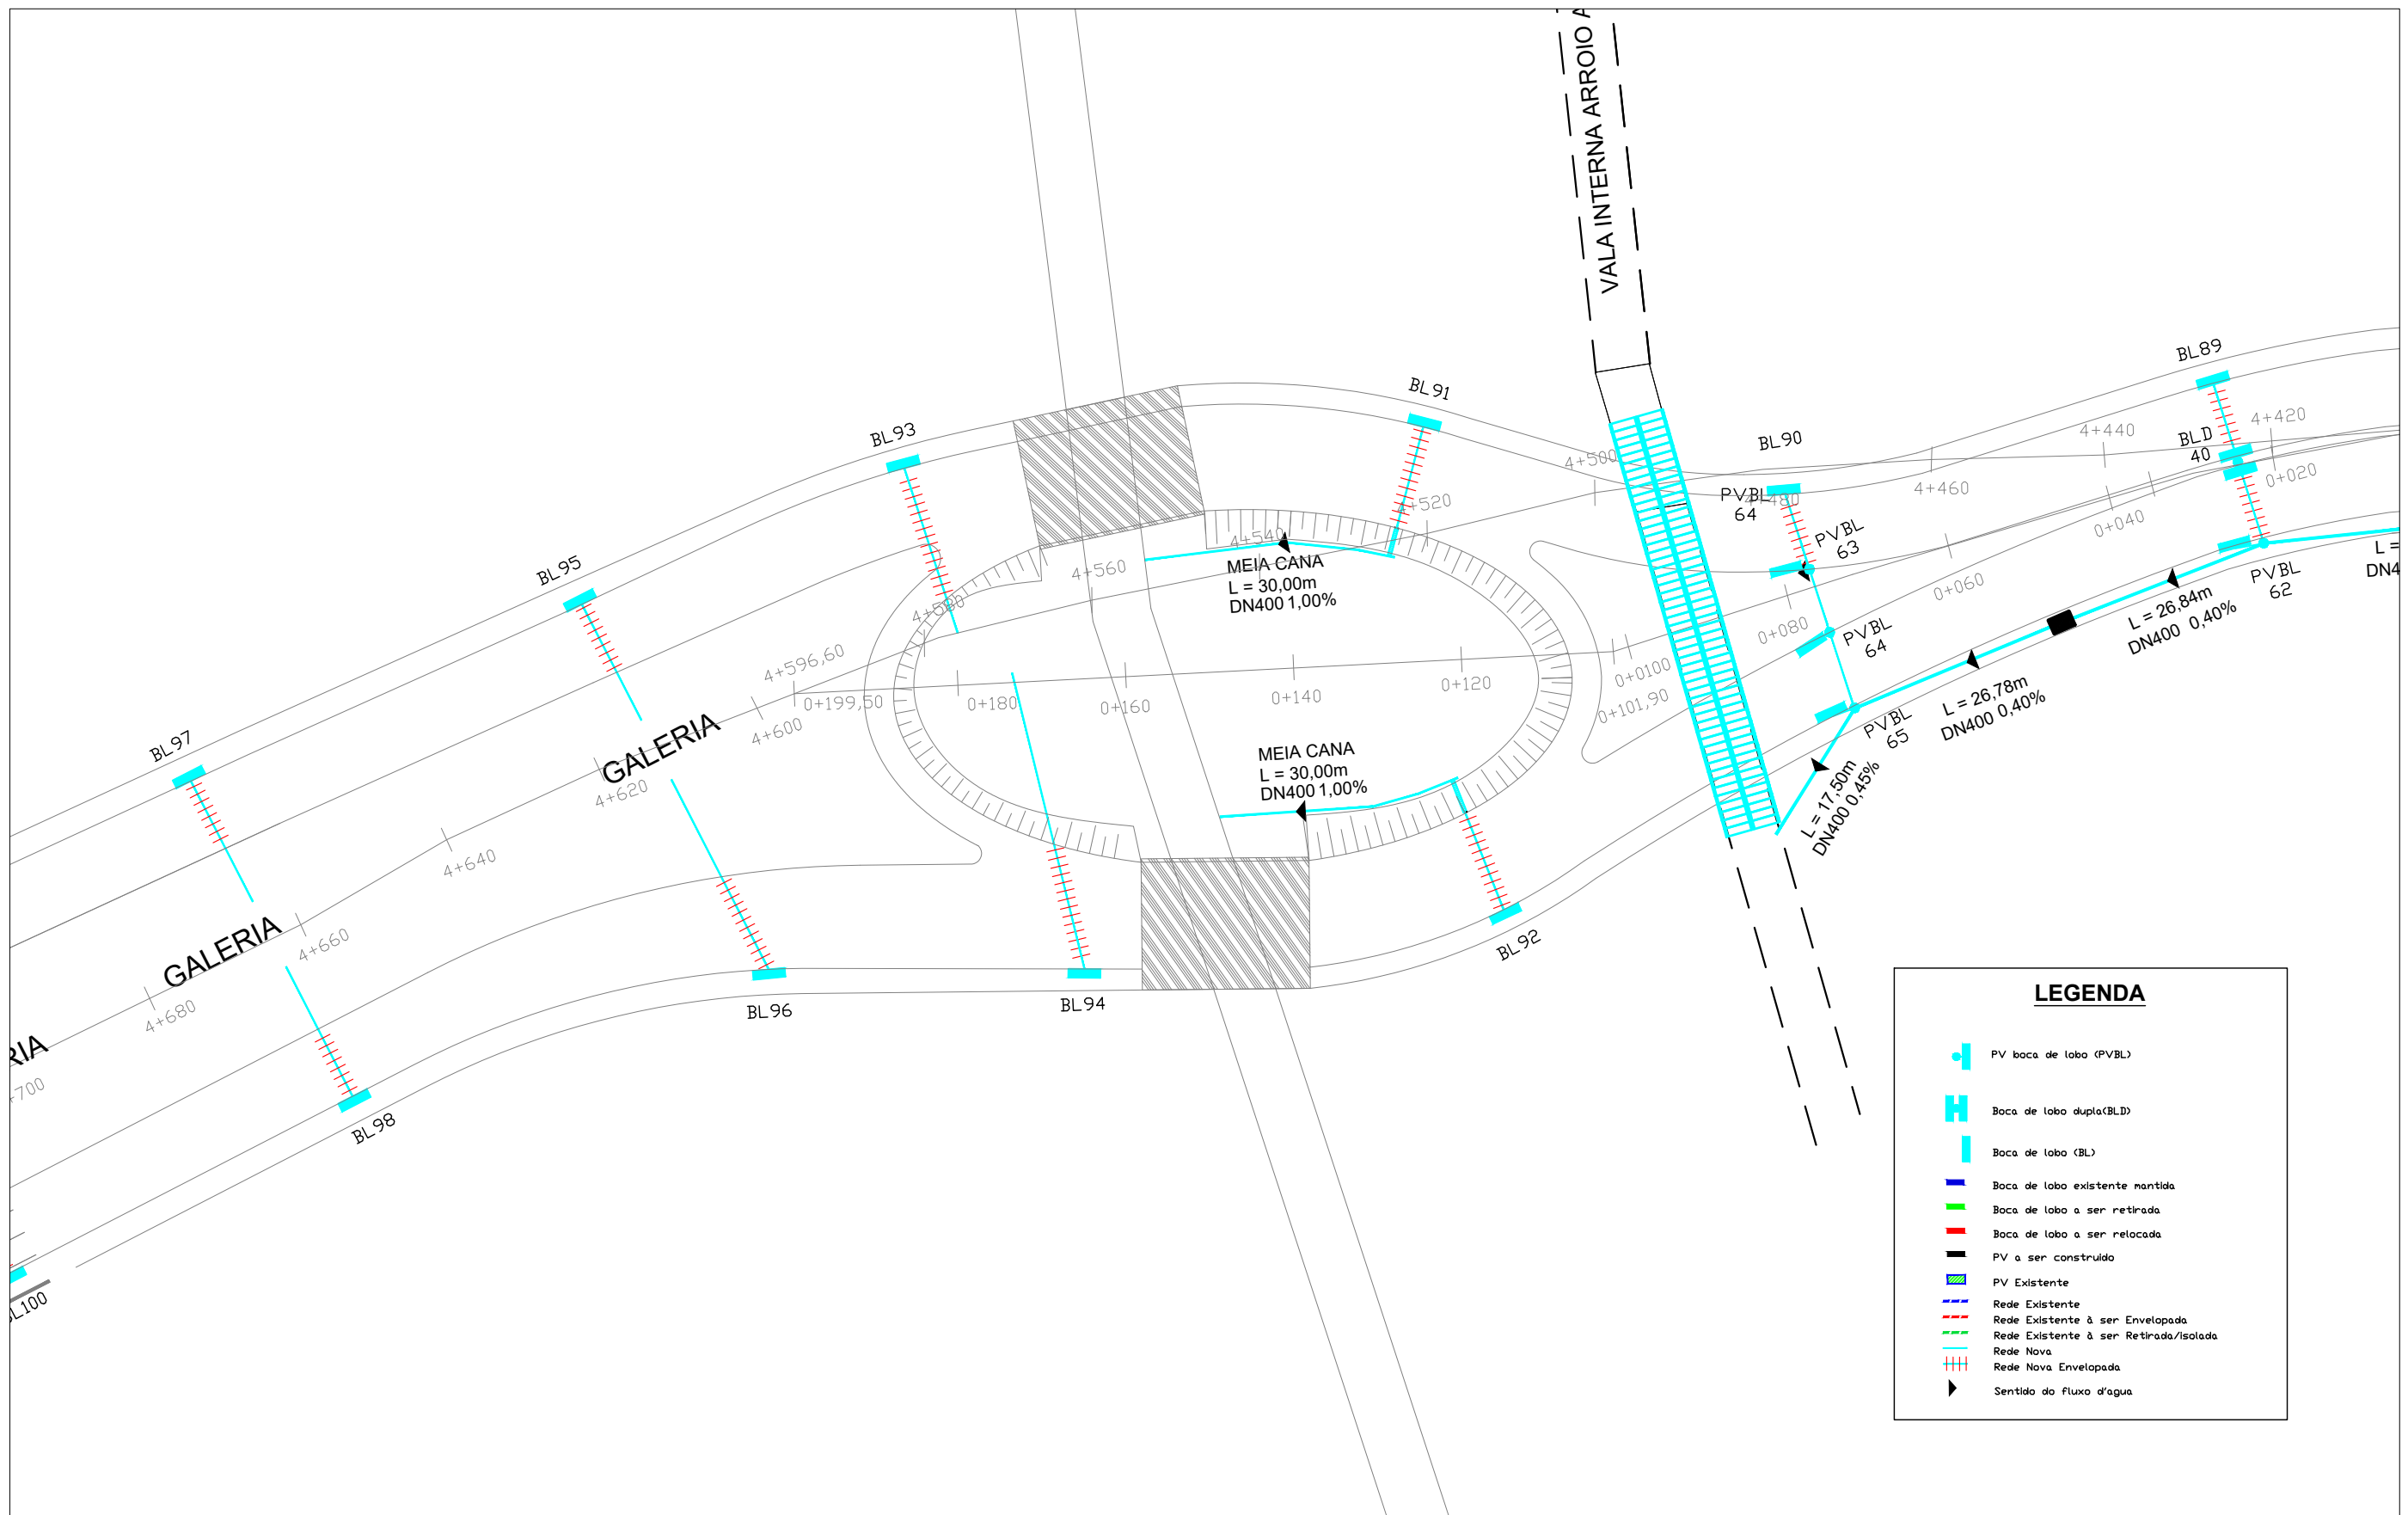 VALA INTERNA ARROIO A
BL89
4+420
BLD
40
0+020
BL90
4+440
4+460
0+040
BL91
4+500
4+480
PVBL
64
PVBL
63
4+520
BL93
4+540
4+560
4+580
MEIA CANA
L = 30,00m
DN400 1,00%
0+060
0+080
PVBL
62
L =
DN4
L = 26,84m
DN400 0,40%
PVBL
64
BL95
4+596,60
0+199,50
0+180
0+160
0+140
0+120
0+0100
0+101,90
L = 26,78m
DN400 0,40%
PVBL
65
BL97
GALERIA
4+600
4+620
MEIA CANA
L = 30,00m
DN400 1,00%
L = 17,50m
DN400 0,45%
4+640
GALERIA
4+660
4+680
BL92
BL96
BL94
RIA
+700
BL98
BL100
LEGENDA
PV boca de lobo (PVBL)
Boca de lobo dupla(BLD)
Boca de lobo (BL)
Boca de lobo existente mantida
Boca de lobo a ser retirada
Boca de lobo a ser relocada
PV a ser construido
PV Existente
Rede Existente
Rede Existente à ser Envelopada
Rede Existente à ser Retirada/isolada
Rede Nova
Rede Nova Envelopada
Sentido do fluxo d'agua